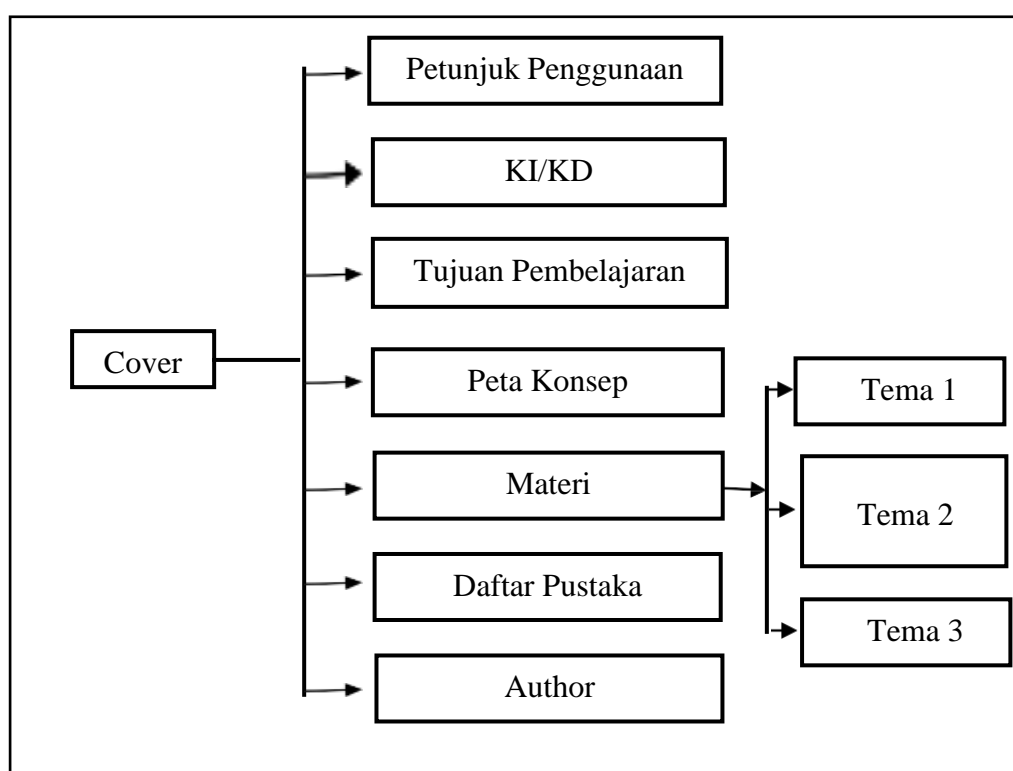 Petunjuk Penggunaan
KI/KD
Tujuan Pembelajaran
Cover
Peta Konsep
Tema 1
Materi
Tema 2
Daftar Pustaka
Tema 3
Author